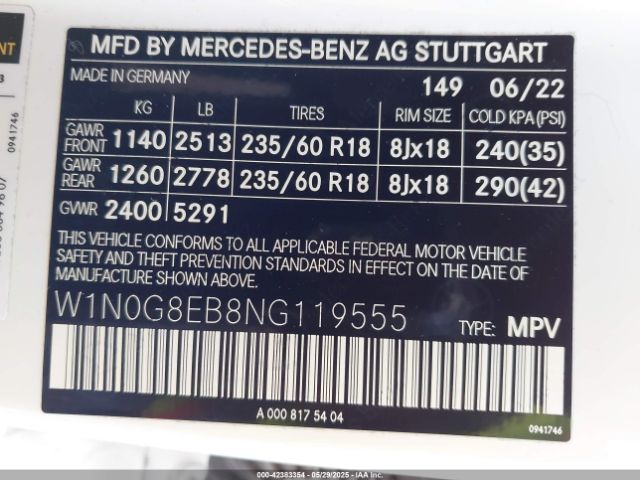 MFD BY MERCEDES-BENZ AG STUTTGART
MADE IN GERMANY 149 06/22
KG LB TIRES RIM SIZE COLD KPA(PSI)
GAWR FRONT 1140 2513 235/60 R18 8Jx18 240(35)
GAWR REAR 1260 2778 235/60 R18 8Jx18 290(42)
GVWR 2400 5291
THIS VEHICLE CONFORMS TO ALL APPLICABLE FEDERAL MOTOR VEHICLE
SAFETY AND THEFT PREVENTION STANDARDS IN EFFECT ON THE DATE OF
MANUFACTURE SHOWN ABOVE.
W1N0G8EB8NG119555 TYPE: MPV
A 000 817 54 04
0941746
0941746
000-42383354 - 05/29/2025 - IAAI.COM